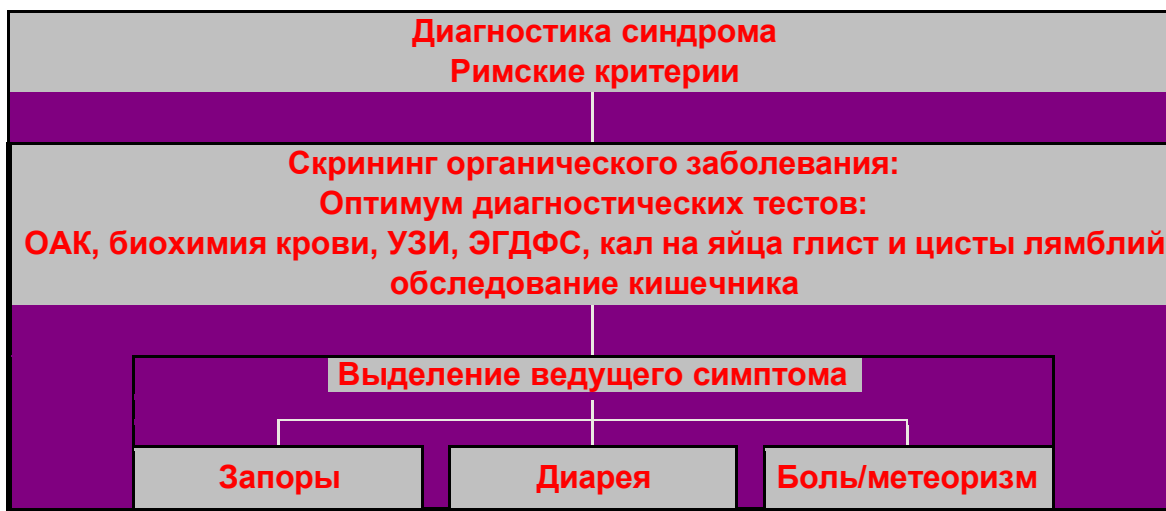 Диагностика синдрома
Римские критерии
Скрининг органического заболевания:
Оптимум диагностических тестов:
ОАК, биохимия крови, УЗИ, ЭГДФС, кал на яйца глист и цисты лямблий
обследование кишечника
Выделение ведущего симптома
Запоры
Диарея
Боль/метеоризм